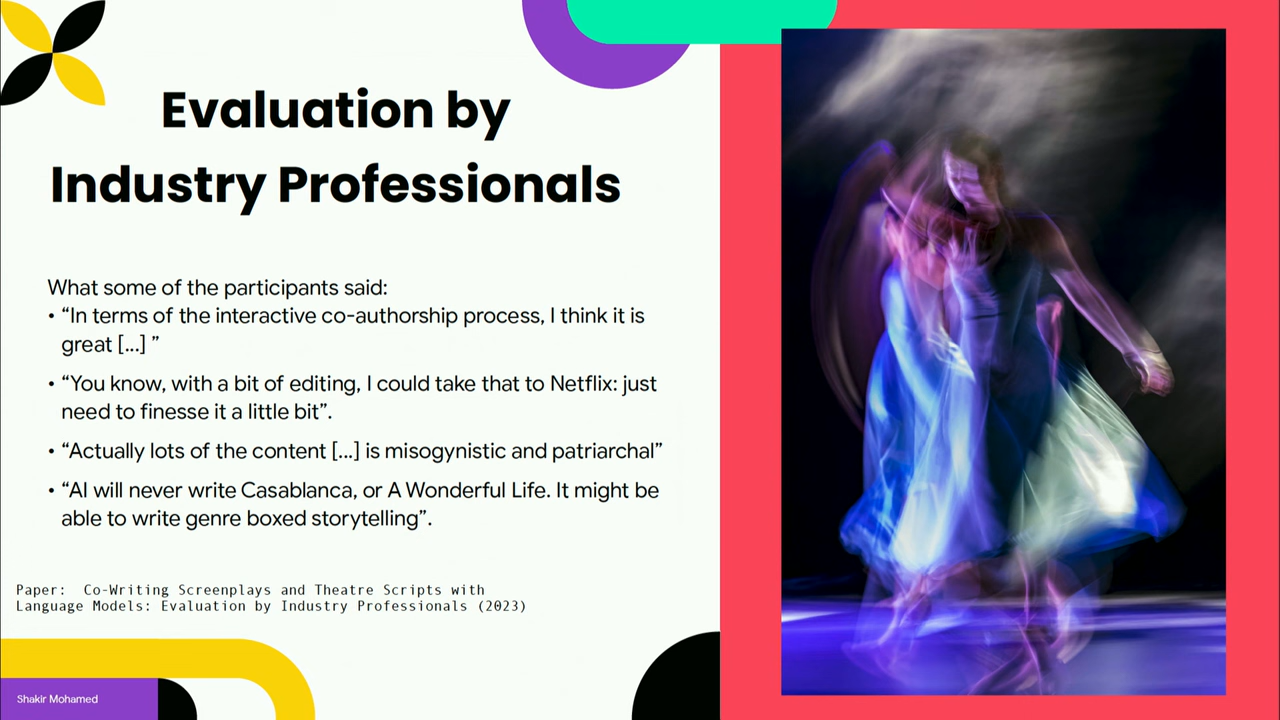 Evaluation by
Industry Professionals
What some of the participants said:
• “In terms of the interactive co-authorship process, I think it is
great [...] ”
• “You know, with a bit of editing, I could take that to Netflix: just
need to finesse it a little bit”.
• “Actually lots of the content [...] is misogynistic and patriarchal”
• “AI will never write Casablanca, or A Wonderful Life. It might be
able to write genre boxed storytelling”.
Paper:  Co-Writing Screenplays and Theatre Scripts with
Language Models: Evaluation by Industry Professionals (2023)
Shakir Mohamed